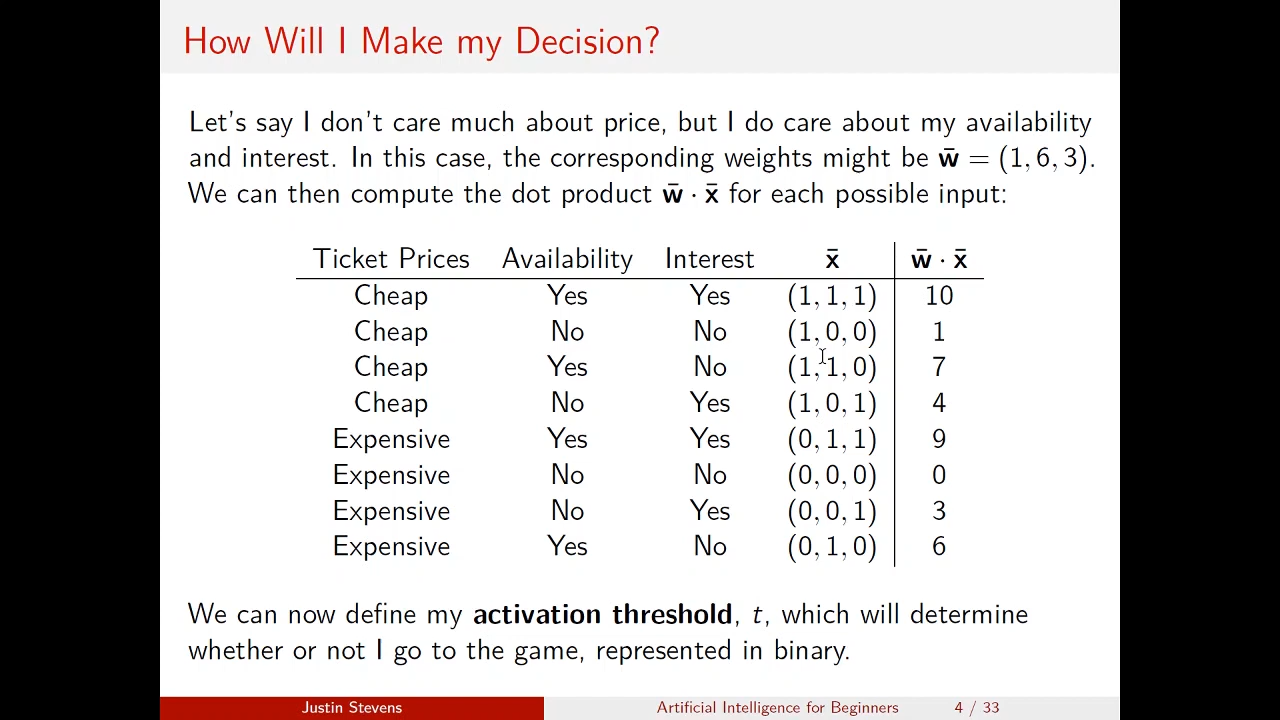 How Will I Make my Decision?
Let's say I don't care much about price, but I do care about my availability
and interest. In this case, the corresponding weights might be w̄ = (1, 6, 3).
We can then compute the dot product w̄ · x̄ for each possible input:
Ticket Prices Availability Interest x̄ w̄ · x̄
Cheap Yes Yes (1, 1, 1) 10
Cheap No No (1, 0, 0) 1
Cheap Yes No (1, 1, 0) 7
Cheap No Yes (1, 0, 1) 4
Expensive Yes Yes (0, 1, 1) 9
Expensive No No (0, 0, 0) 0
Expensive No Yes (0, 0, 1) 3
Expensive Yes No (0, 1, 0) 6
We can now define my activation threshold, t, which will determine
whether or not I go to the game, represented in binary.
Justin Stevens Artificial Intelligence for Beginners 4 / 33